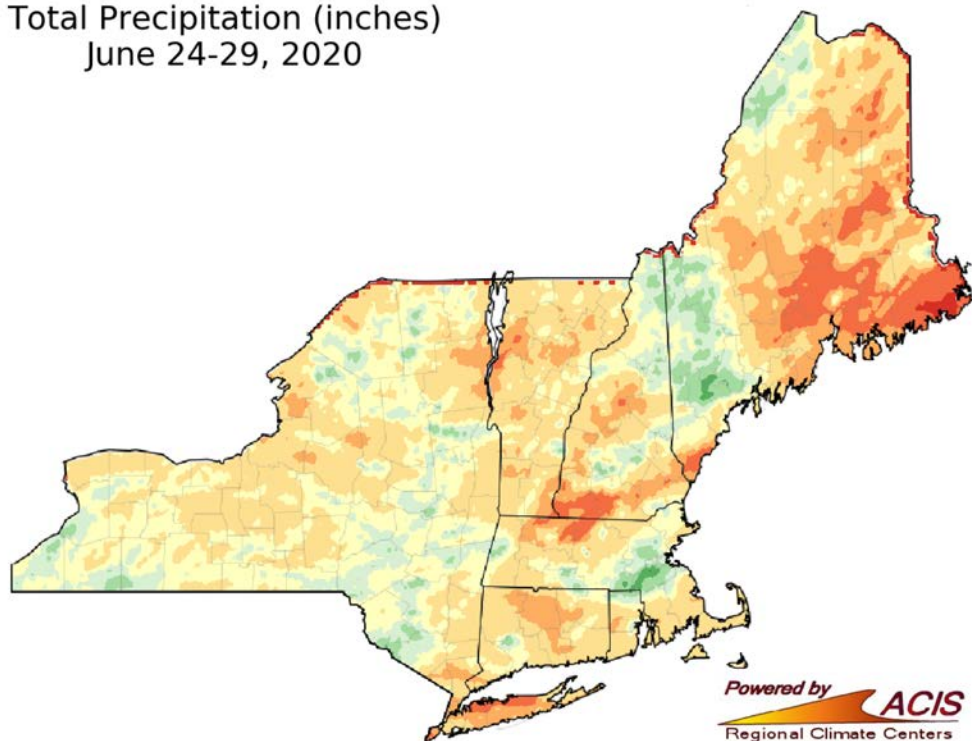 Total Precipitation (inches)
June 24-29, 2020
Powered by
ACIS
Regional Climate Centers